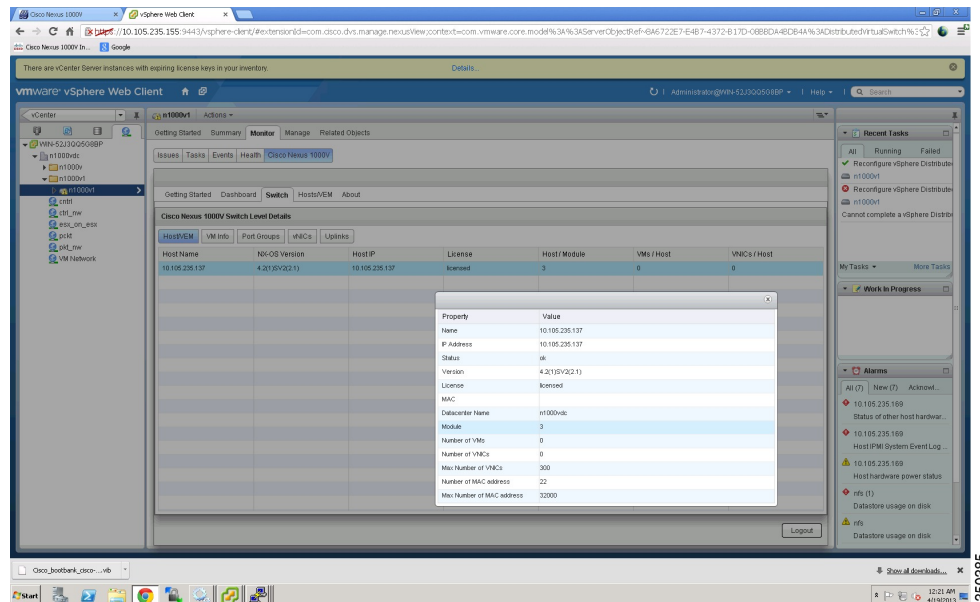 Cisco Nexus 1000V
vSphere Web Client
https://10.105.235.155:9443/vsphere-client/#extensionId=com.cisco.dvs.manage.nexusView;context=com.vmware.core.model%3A%3AServerObjectRef~8A6722E7-E4B7-4372-B17D-0BBBDA4BDB4A%3ADistributedVirtualSwitch%3
Cisco Nexus 1000V In...
Google
There are vCenter Server instances with expiring license keys in your inventory.
Details...
vmware vSphere Web Client
Administrator@WIN-52J3QQ5G8BP
Help
Search
vCenter
n1000v1 Actions
Getting Started Summary Monitor Manage Related Objects
Issues Tasks Events Health Cisco Nexus 1000V
WIN-52J3QQ5G8BP
n1000vdc
n1000v
n1000v1
n1000v1
cntrl
ctrl_nw
esx_on_esx
pckt
pkt_nw
VM Network
Getting Started Dashboard Switch Hosts/VEM About
Cisco Nexus 1000V Switch Level Details
Host/VEM VM Info Port Groups vNICs Uplinks
Host Name NX-OS Version Host IP License Host / Module VMs / Host VNICs / Host
10.105.235.137 4.2(1)SV2(2.1) 10.105.235.137 licensed 3 0 0
Property Value
Name 10.105.235.137
IP Address 10.105.235.137
Status ok
Version 4.2(1)SV2(2.1)
License licensed
MAC
Datacenter Name n1000vdc
Module 3
Number of VMs 0
Number of VNICs 0
Max Number of VNICs 300
Number of MAC address 22
Max Number of MAC address 32000
Logout
Recent Tasks
All Running Failed
Reconfigure vSphere Distribute
n1000v1
Reconfigure vSphere Distribute
n1000v1
Cannot complete a vSphere Distrib
My Tasks More Tasks
Work In Progress
Alarms
All (7) New (7) Acknowl...
10.105.235.169
Status of other host hardwar...
10.105.235.169
Host IPMI System Event Log ...
10.105.235.169
Host hardware power status
nfs (1)
Datastore usage on disk
nfs
Datastore usage on disk
Cisco_bootbank_cisco-....vib
Show all downloads...
Start
12:21 AM
4/19/2013